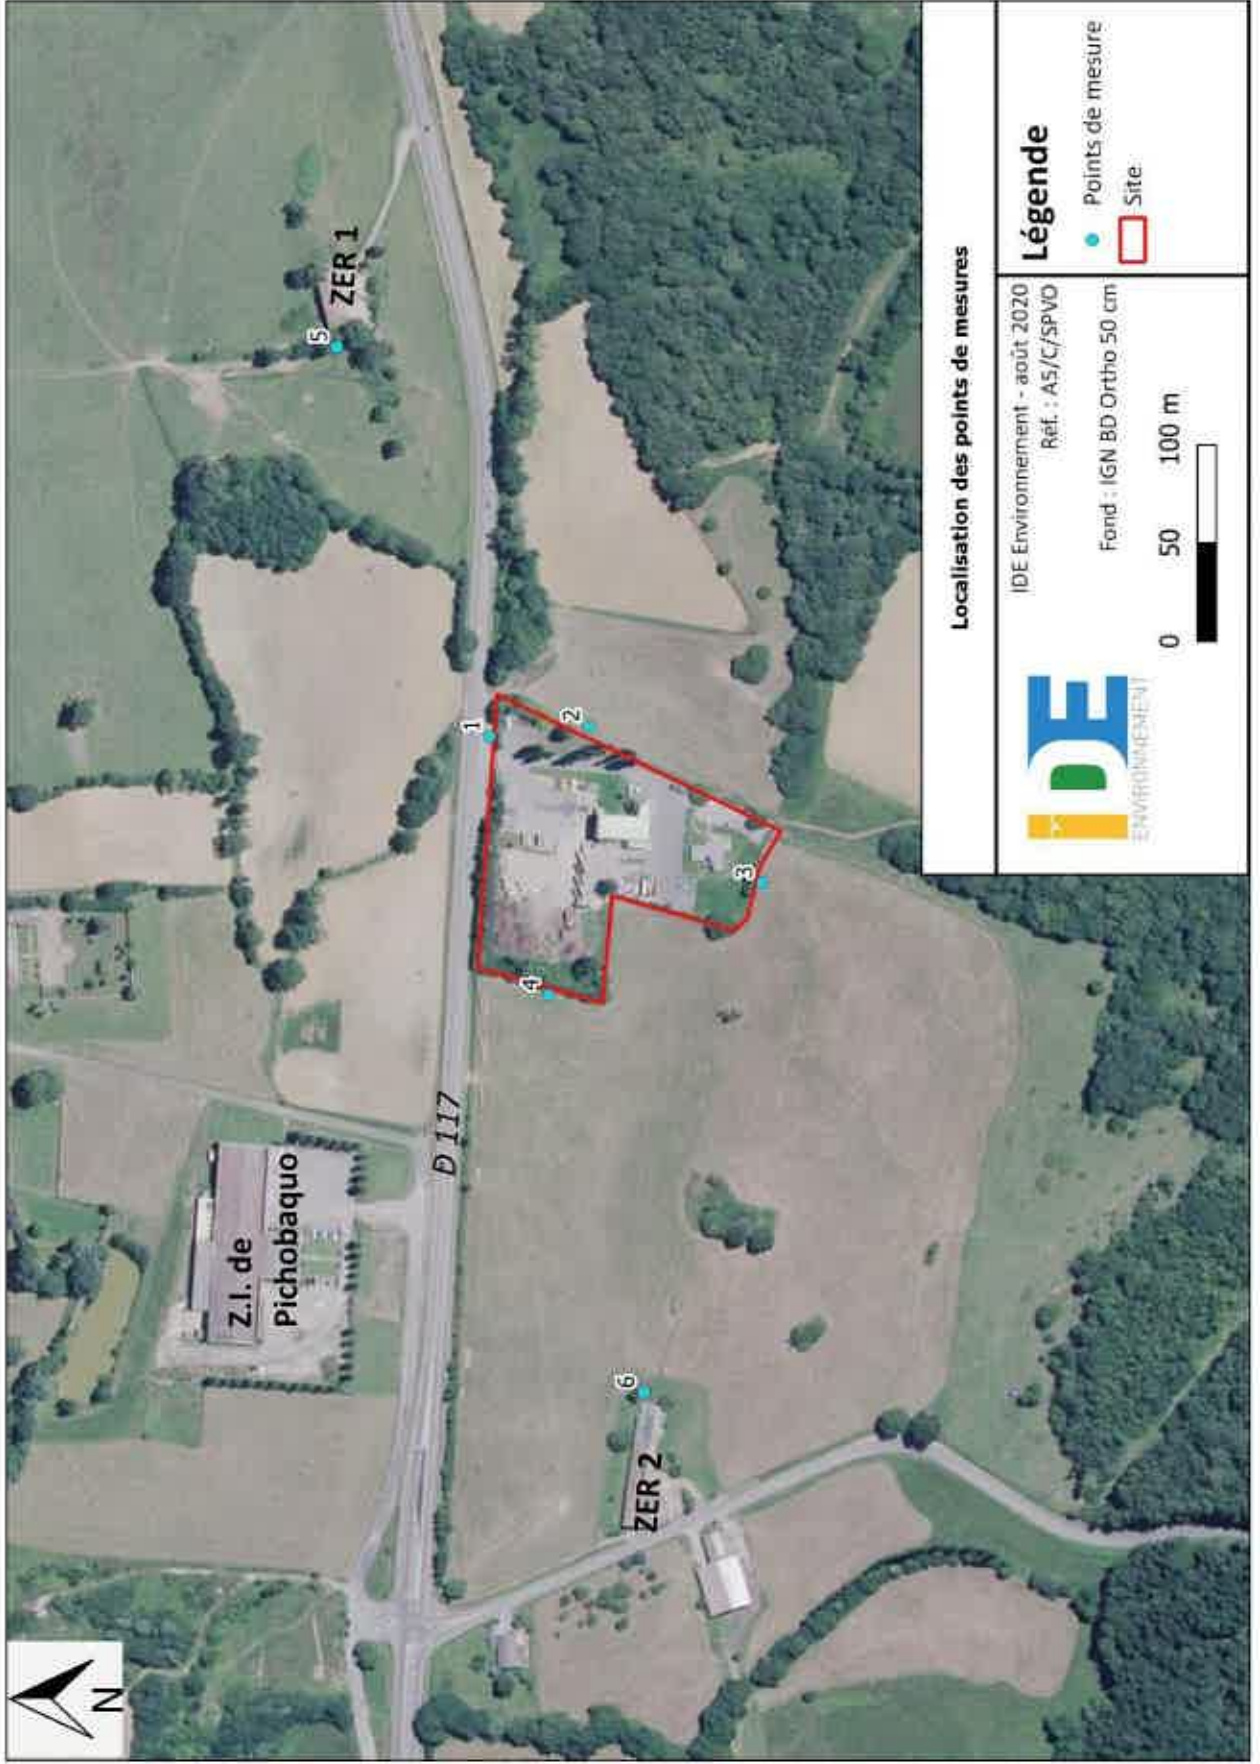 N
Z.I. de
Pichobaquo
D 117
ZER 1
ZER 2
1
2
3
4
5
6
Localisation des points de mesures
IDE
ENVIRONNEMENT
IDE Environnement - août 2020
Réf. : A5/C/SPVO
Fond : IGN BD Ortho 50 cm
0 50 100 m
Légende
Points de mesure
Site